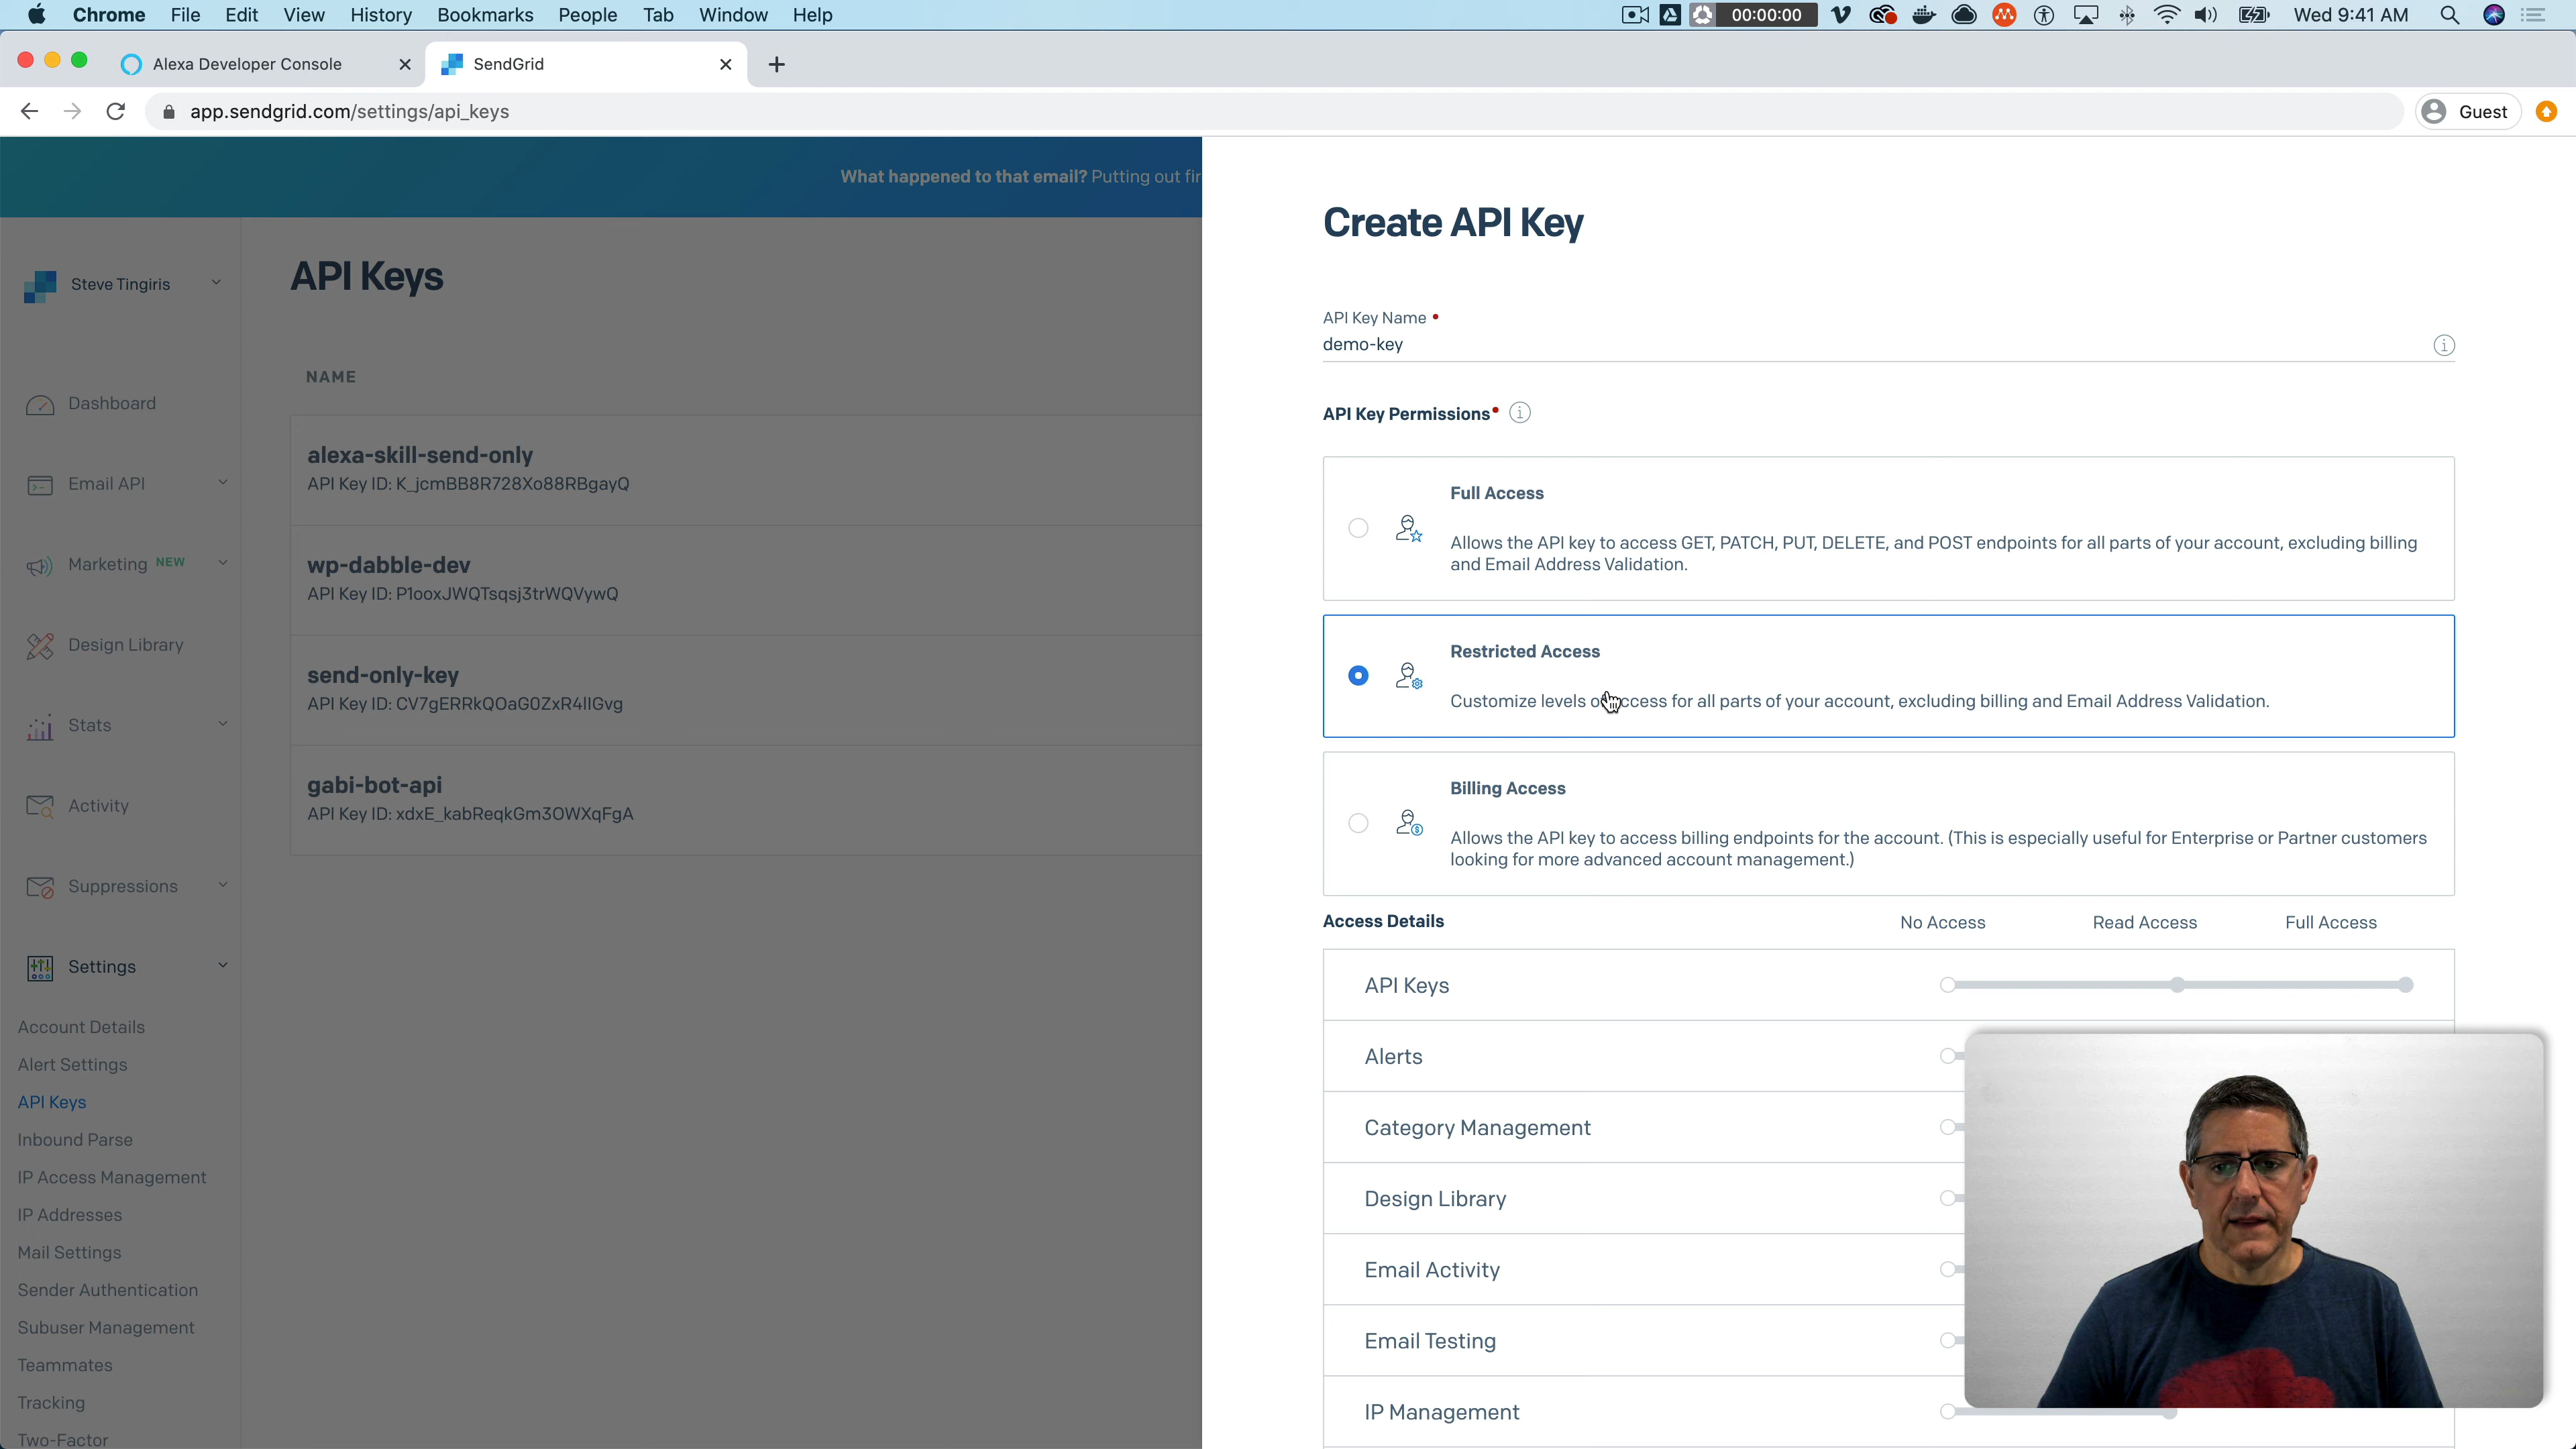 Chrome File Edit View History Bookmarks People Tab Window Help
00:00:00
Wed 9:41 AM
Alexa Developer Console
SendGrid
app.sendgrid.com/settings/api_keys
Guest
What happened to that email? Putting out fir
Steve Tingiris
Dashboard
Email API
Marketing NEW
Design Library
Stats
Activity
Suppressions
Settings
Account Details
Alert Settings
API Keys
Inbound Parse
IP Access Management
IP Addresses
Mail Settings
Sender Authentication
Subuser Management
Teammates
Tracking
Two-Factor
API Keys
NAME
alexa-skill-send-only
API Key ID: K_jcmBB8R728Xo88RBgayQ
wp-dabble-dev
API Key ID: P1ooxJWQTsqsj3trWQVywQ
send-only-key
API Key ID: CV7gERRkQOaG0ZxR4lIGvg
gabi-bot-api
API Key ID: xdxE_kabReqkGm3OWXqFgA
Create API Key
API Key Name
demo-key
API Key Permissions
Full Access
Allows the API key to access GET, PATCH, PUT, DELETE, and POST endpoints for all parts of your account, excluding billing
and Email Address Validation.
Restricted Access
Customize levels of access for all parts of your account, excluding billing and Email Address Validation.
Billing Access
Allows the API key to access billing endpoints for the account. (This is especially useful for Enterprise or Partner customers
looking for more advanced account management.)
Access Details No Access Read Access Full Access
API Keys
Alerts
Category Management
Design Library
Email Activity
Email Testing
IP Management